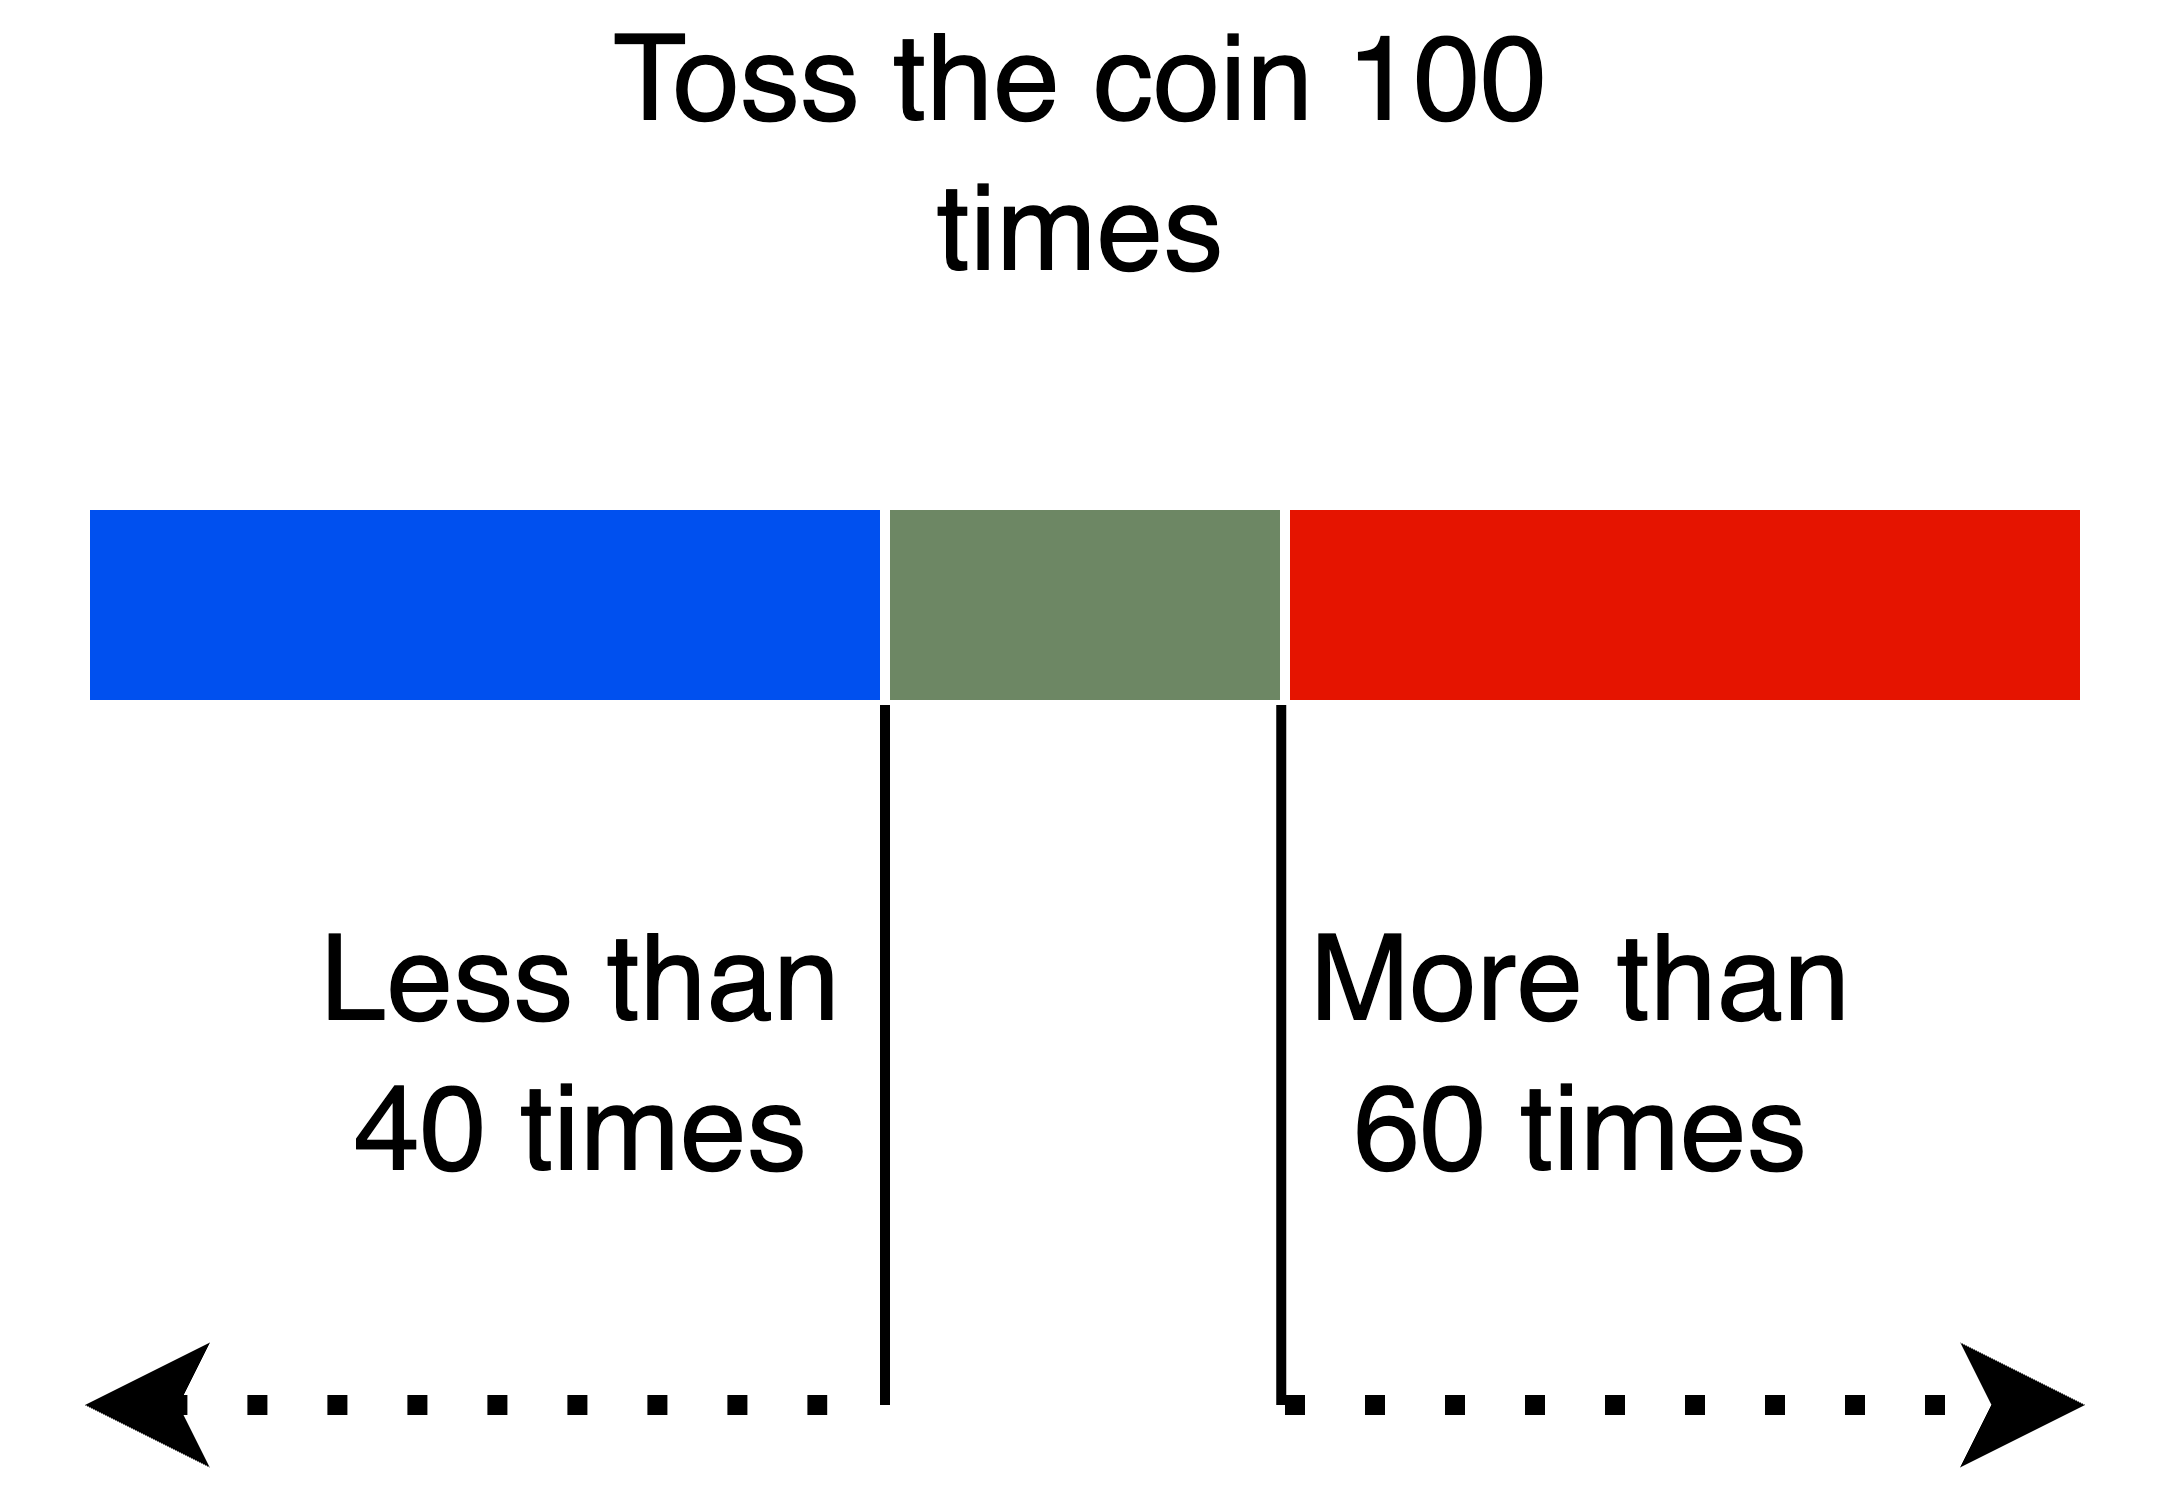 Toss the coin 100
times
Less than
40 times
More than
60 times